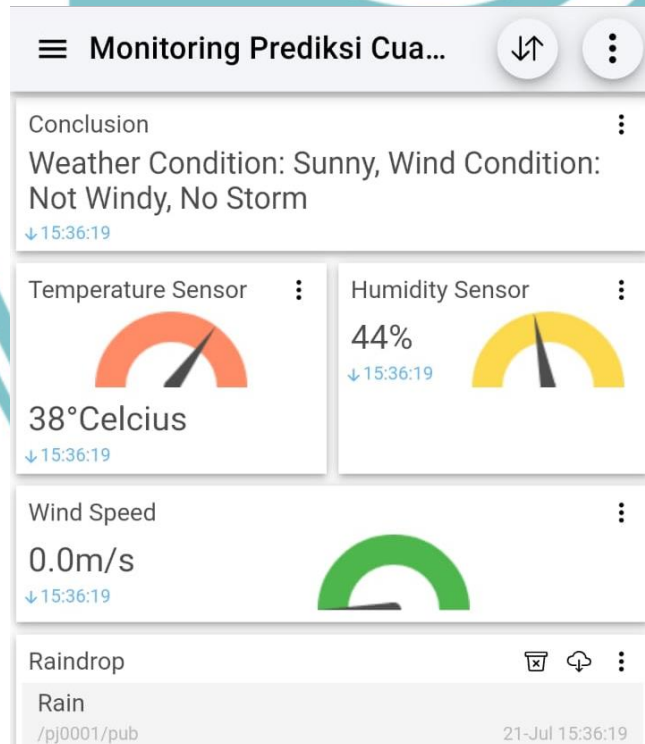 Monitoring Prediksi Cua...
Conclusion
Weather Condition: Sunny, Wind Condition:
Not Windy, No Storm
15:36:19
Temperature Sensor
38°Celcius
15:36:19
Humidity Sensor
44%
15:36:19
Wind Speed
0.0m/s
15:36:19
Raindrop
Rain
/pj0001/pub
21-Jul 15:36:19